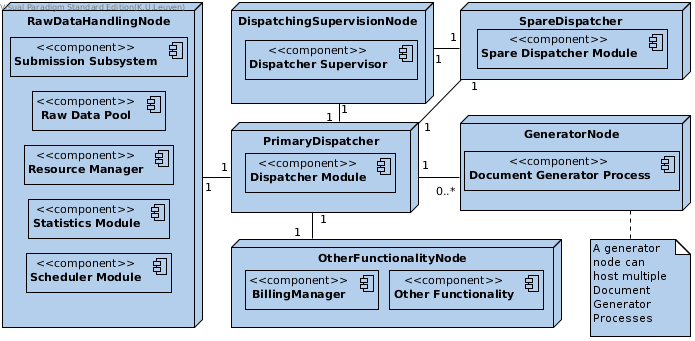 Visual Paradigm Standard Edition(K.U.Leuven)
RawDataHandlingNode
<<component>>
Submission Subsystem
<<component>>
Raw Data Pool
<<component>>
Resource Manager
<<component>>
Statistics Module
<<component>>
Scheduler Module
DispatchingSupervisionNode
<<component>>
Dispatcher Supervisor
1
1
SpareDispatcher
<<component>>
Spare Dispatcher Module
1
1
1
1
PrimaryDispatcher
<<component>>
Dispatcher Module
1
1
1
0..*
GeneratorNode
<<component>>
Document Generator Process
1
1
OtherFunctionalityNode
<<component>>
BillingManager
<<component>>
Other Functionality
A generator
node can
host multiple
Document
Generator
Processes